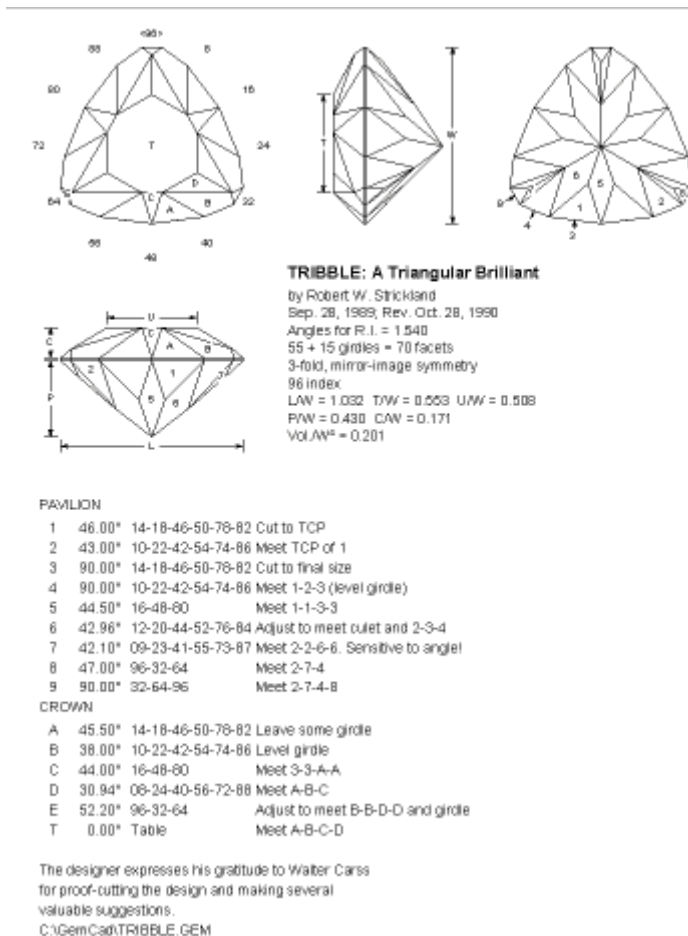 <96>
88 8
80 16
72 T 24
D
E C
64 A B 32
56 40
48
T W
6 5
7 8
9 1 2
4
3
TRIBBLE: A Triangular Brilliant
by Robert W. Strickland
Sep. 28, 1989; Rev. Oct. 28, 1990
Angles for R.I. = 1.540
55 + 15 girdles = 70 facets
3-fold, mirror-image symmetry
96 index
L/W = 1.032 T/W = 0.553 U/W = 0.508
P/W = 0.430 C/W = 0.171
Vol./W³ = 0.201
U
C C
A B
2 1 7
P 5 6
L
PAVILION
1 46.00° 14-18-46-50-78-82 Cut to TCP
2 43.00° 10-22-42-54-74-86 Meet TCP of 1
3 90.00° 14-18-46-50-78-82 Cut to final size
4 90.00° 10-22-42-54-74-86 Meet 1-2-3 (level girdle)
5 44.50° 16-48-80 Meet 1-1-3-3
6 42.96° 12-20-44-52-76-84 Adjust to meet culet and 2-3-4
7 42.10° 09-23-41-55-73-87 Meet 2-2-6-6. Sensitive to angle!
8 47.00° 96-32-64 Meet 2-7-4
9 90.00° 32-64-96 Meet 2-7-4-8
CROWN
A 45.50° 14-18-46-50-78-82 Leave some girdle
B 38.00° 10-22-42-54-74-86 Level girdle
C 44.00° 16-48-80 Meet 3-3-A-A
D 30.94° 08-24-40-56-72-88 Meet A-B-C
E 52.20° 96-32-64 Adjust to meet B-B-D-D and girdle
T 0.00° Table Meet A-B-C-D
The designer expresses his gratitude to Walter Carss
for proof-cutting the design and making several
valuable suggestions.
C:\GemCad\TRIBBLE.GEM